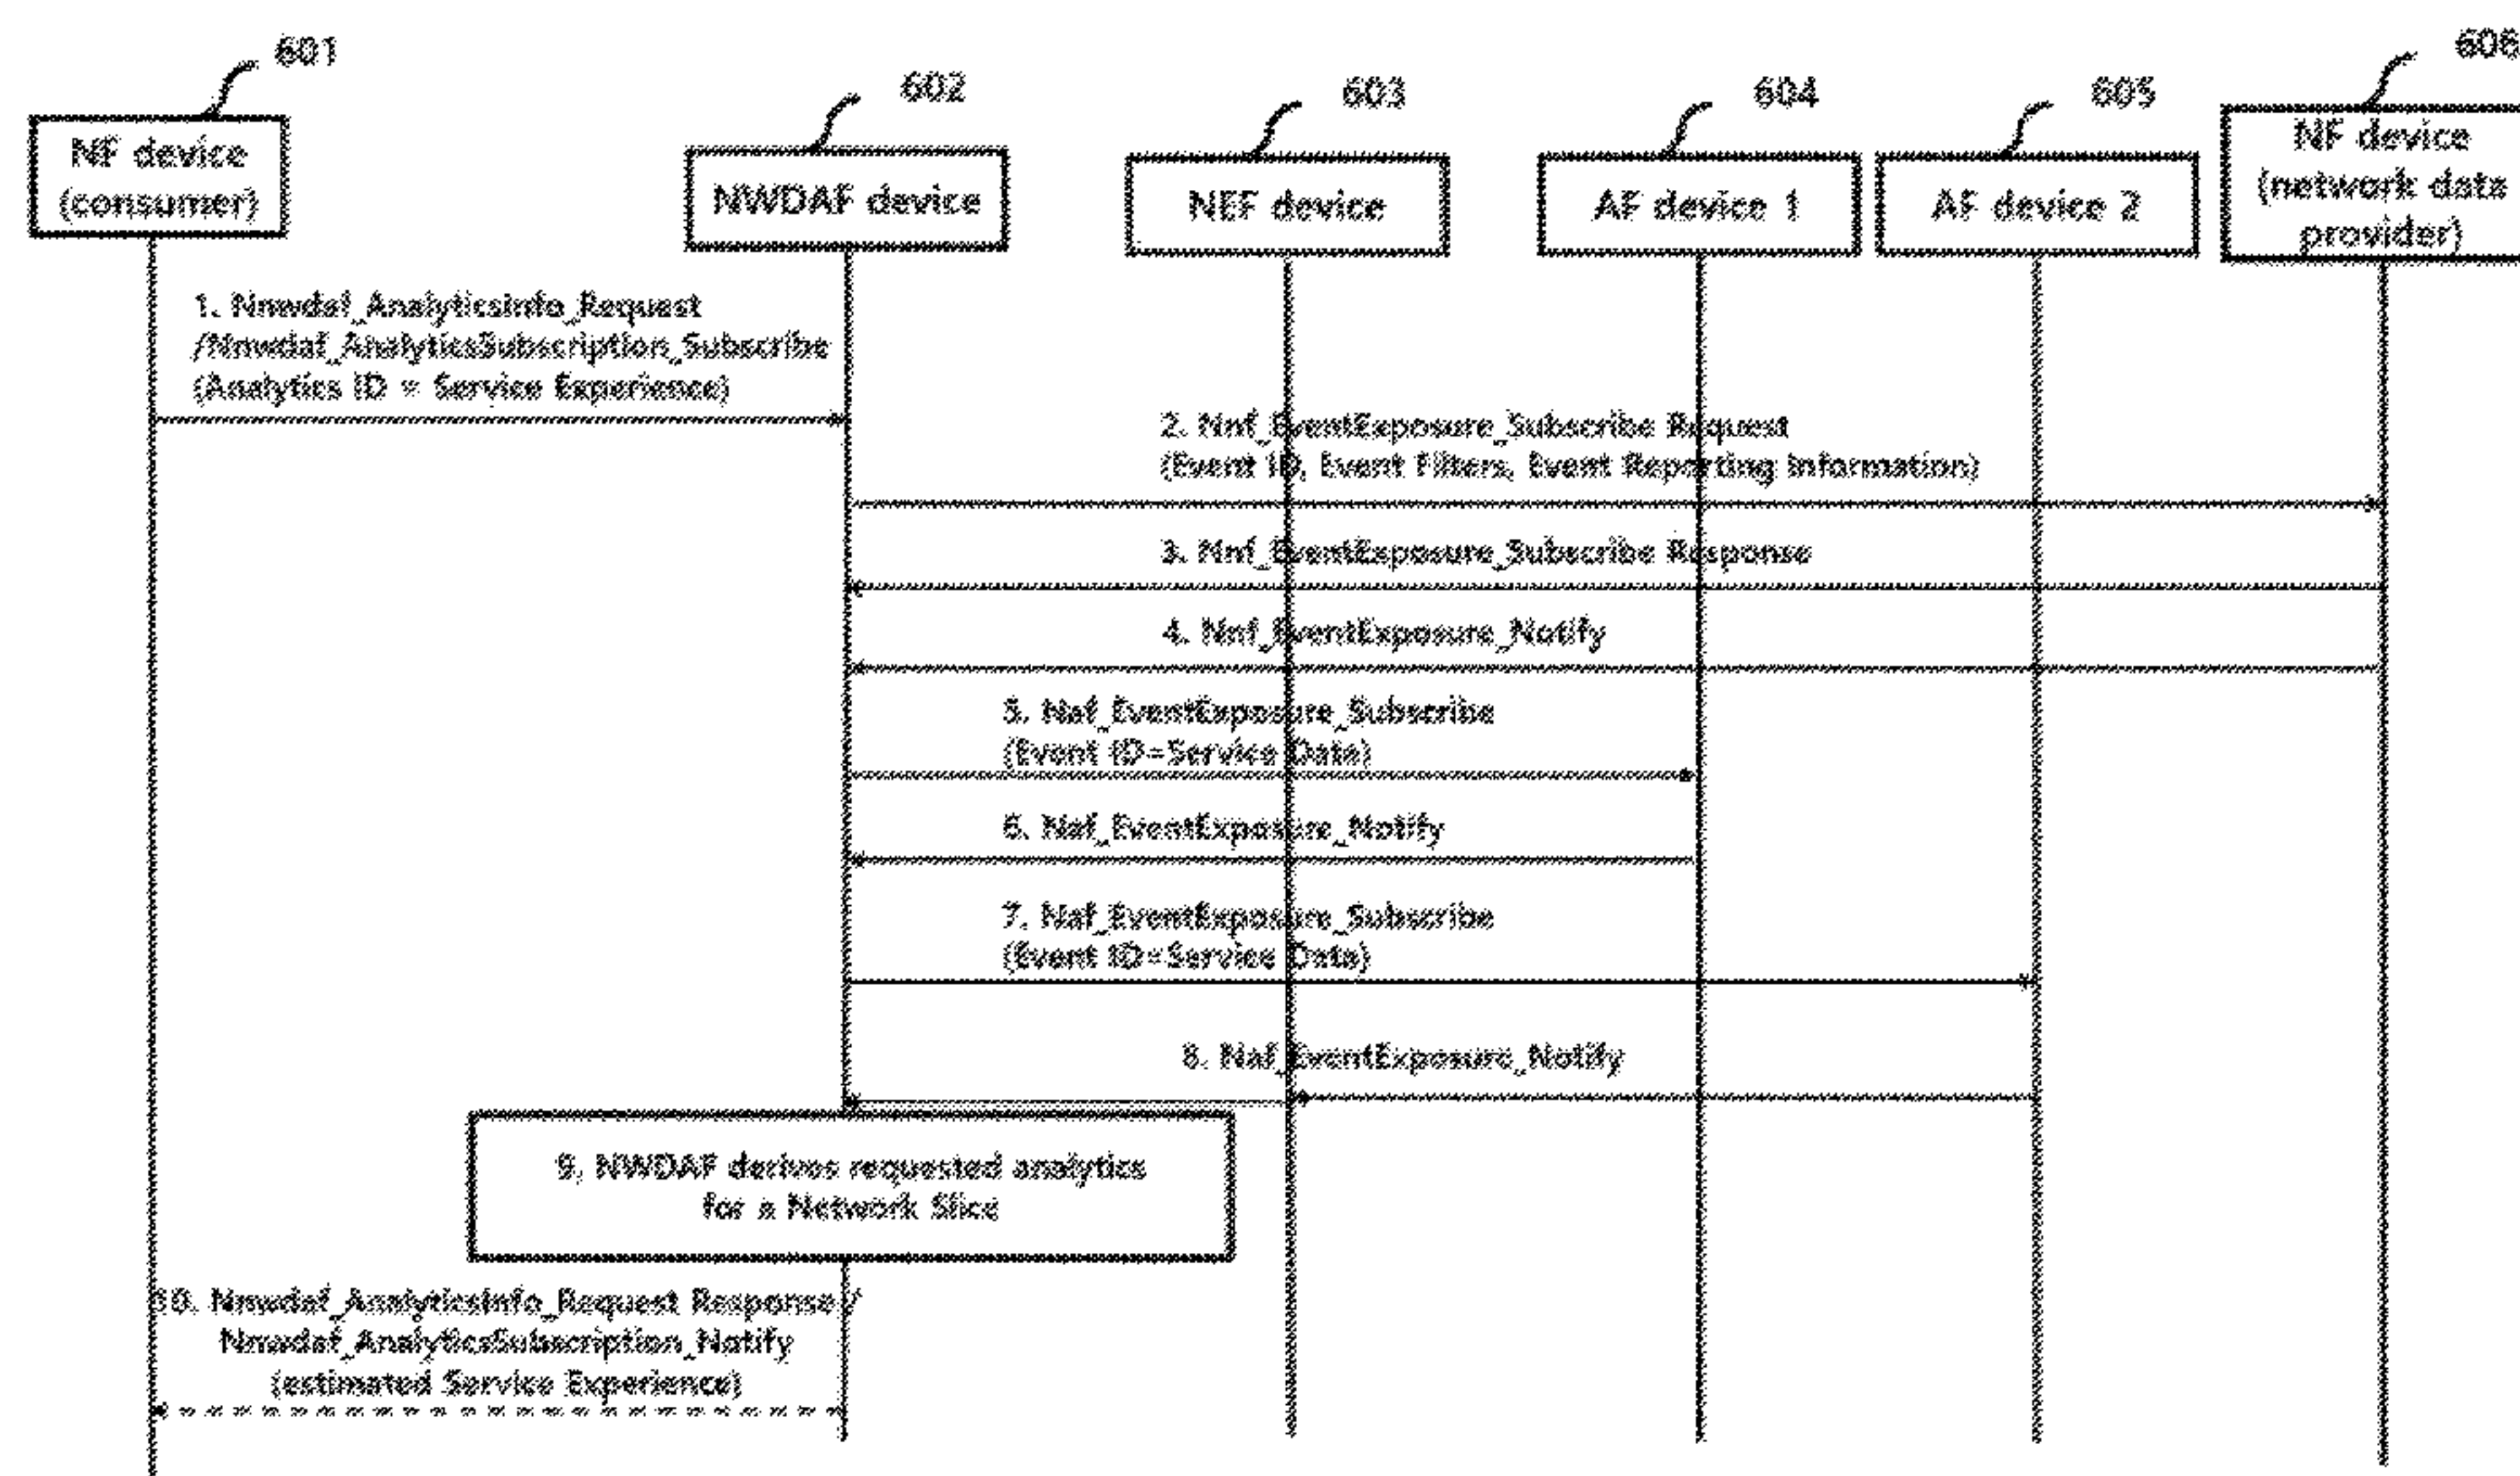 601
602
603
604
605
606
NF device
(consumer)
NWDAF device
NEF device
AF device 1
AF device 2
NF device
(network data
provider)
1. Nnwdaf_AnalyticsInfo_Request
/Nnwdaf_AnalyticsSubscription_Subscribe
(Analytics ID = Service Experience)
2. Nnf_EventExposure_Subscribe Request
(Event ID, Event Filters, Event Reporting Information)
3. Nnf_EventExposure_Subscribe Response
4. Nnf_EventExposure_Notify
5. Naf_EventExposure_Subscribe
(Event ID=Service Data)
6. Naf_EventExposure_Notify
7. Naf_EventExposure_Subscribe
(Event ID=Service Data)
8. Naf_EventExposure_Notify
9. NWDAF derives requested analytics
for a Network Slice
10. Nnwdaf_AnalyticsInfo_Request Response /
Nnwdaf_AnalyticsSubscription_Notify
(estimated Service Experience)